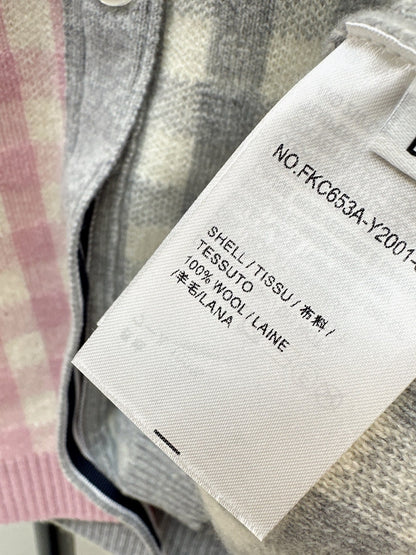 NO.FKC653A-Y2001-
SHELL / TISSU / 布料 /
TESSUTO
100% WOOL / LAINE
/羊毛/LANA